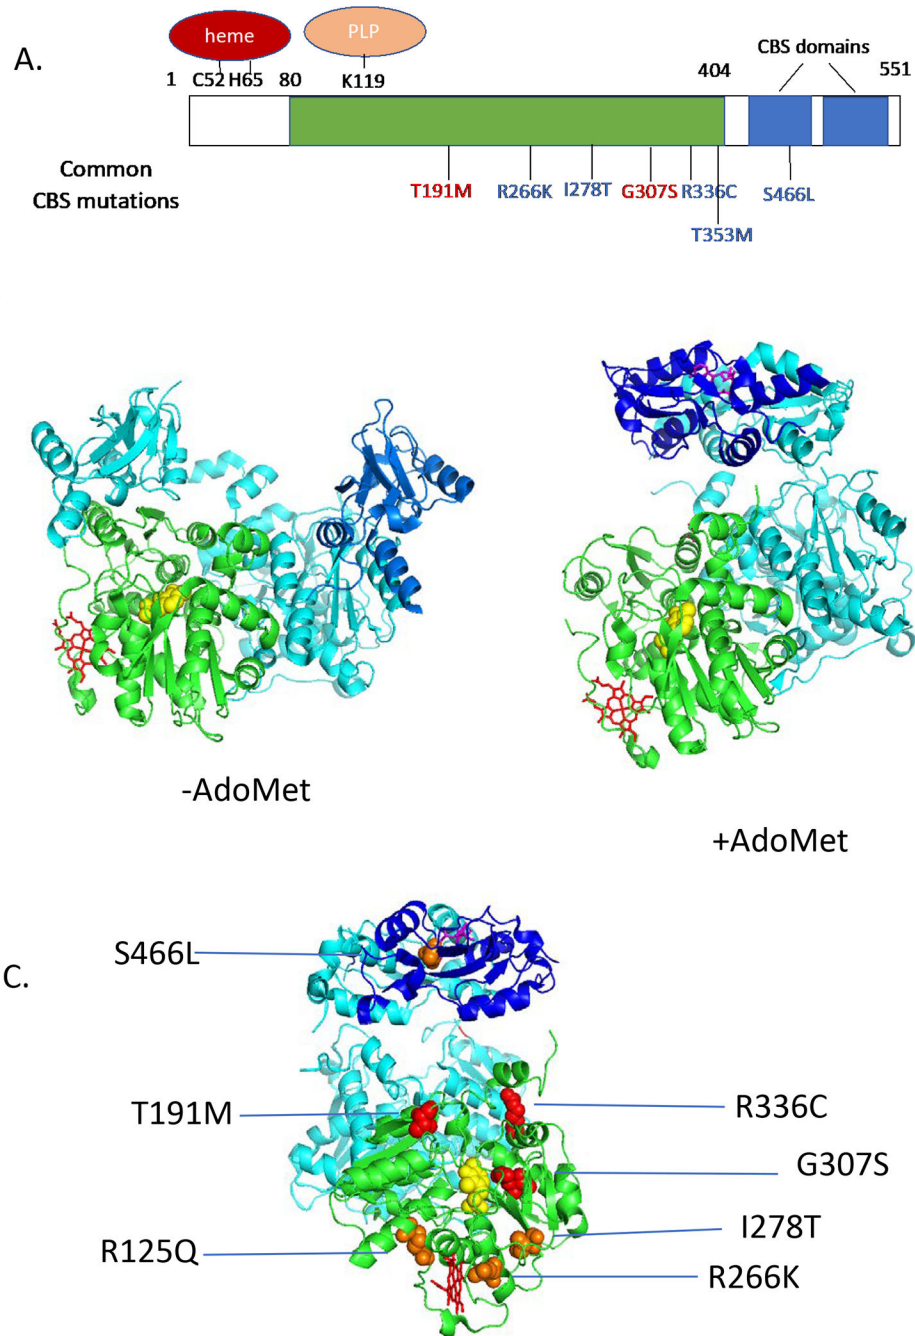 A.
heme
PLP
CBS domains
1 C52 H65 80 K119 404 551
Common
CBS mutations
T191M R266K I278T G307S R336C S466L
T353M
-AdoMet
+AdoMet
C.
S466L
T191M
R336C
G307S
R125Q
I278T
R266K